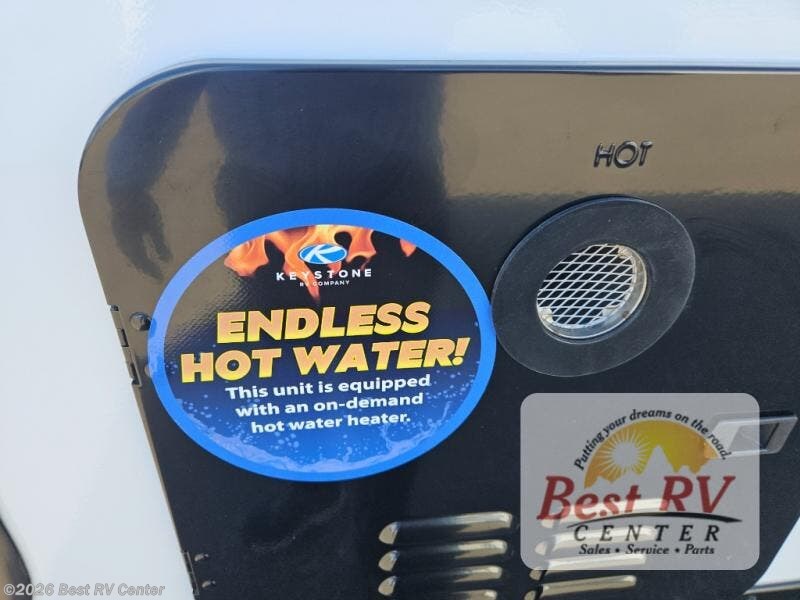 HOT
KEYSTONE
RV COMPANY
ENDLESS
HOT WATER!
This unit is equipped
with an on-demand
hot water heater.
Putting your dreams on the road.
Best RV
CENTER
Sales • Service • Parts
©2026 Best RV Center